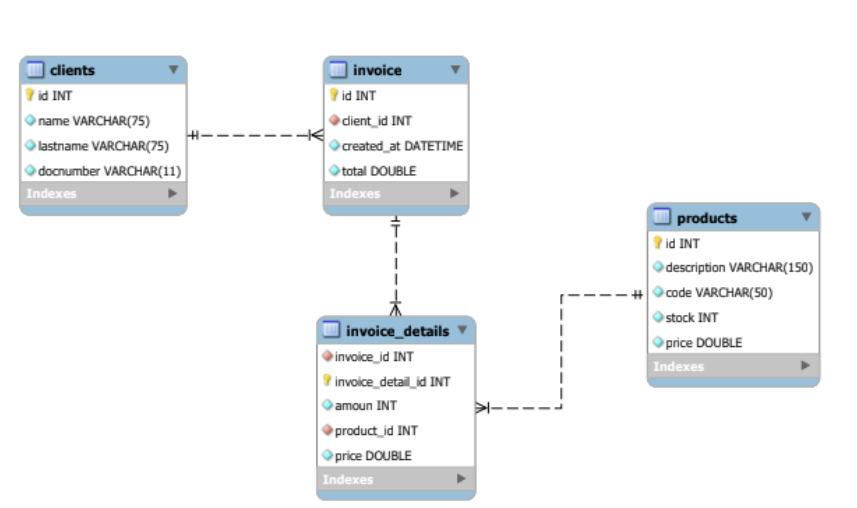 clients
id INT
name VARCHAR(75)
lastname VARCHAR(75)
docnumber VARCHAR(11)
Indexes
invoice
id INT
client_id INT
created_at DATETIME
total DOUBLE
Indexes
products
id INT
description VARCHAR(150)
code VARCHAR(50)
stock INT
price DOUBLE
Indexes
invoice_details
invoice_id INT
invoice_detail_id INT
amoun INT
product_id INT
price DOUBLE
Indexes